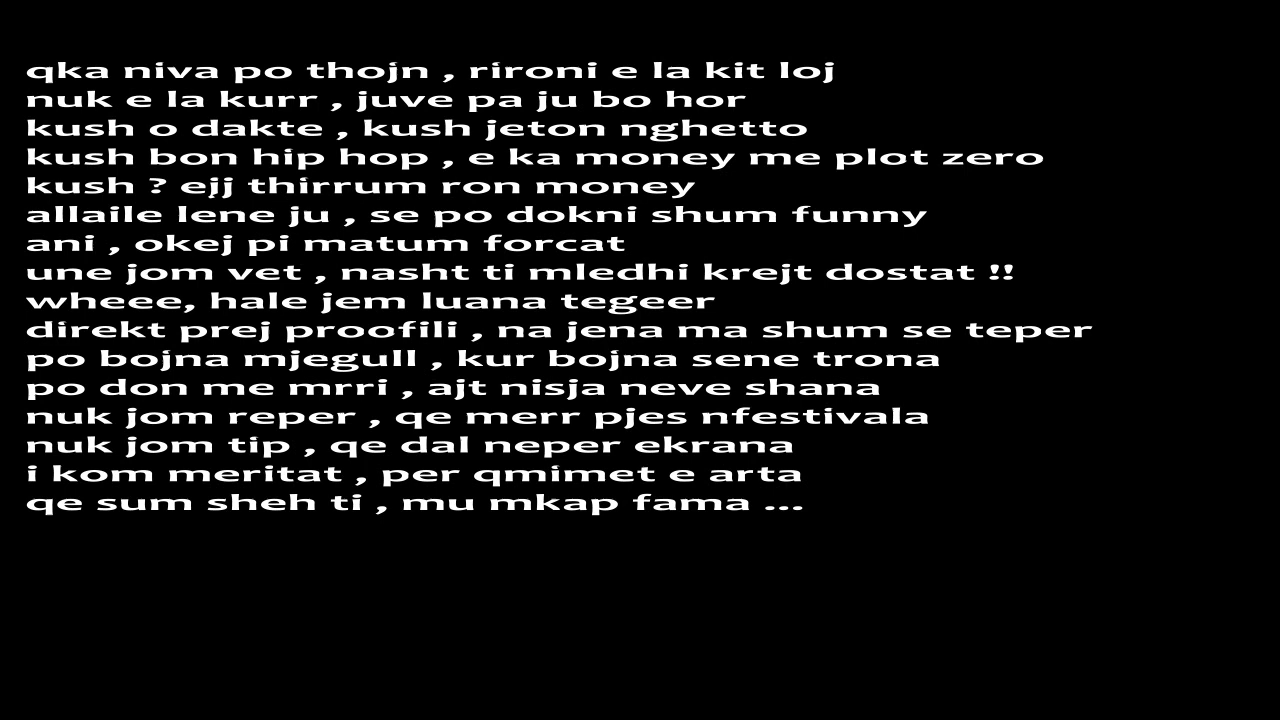 qka niva po thojn , rironi e la kit loj
nuk e la kurr , juve pa ju bo hor
kush o dakte , kush jeton nghetto
kush bon hip hop , e ka money me plot zero
kush ? ejj thirrum ron money
allaile lene ju , se po dokni shum funny
ani , okej pi matum forcat
une jom vet , nasht ti mledhi krejt dostat !!
wheee, hale jem luana tegeer
direkt prej proofili , na jena ma shum se teper
po bojna mjegull , kur bojna sene trona
po don me mrri , ajt nisja neve shana
nuk jom reper , qe merr pjes nfestivala
nuk jom tip , qe dal neper ekrana
i kom meritat , per qmimet e arta
qe sum sheh ti , mu mkap fama ...